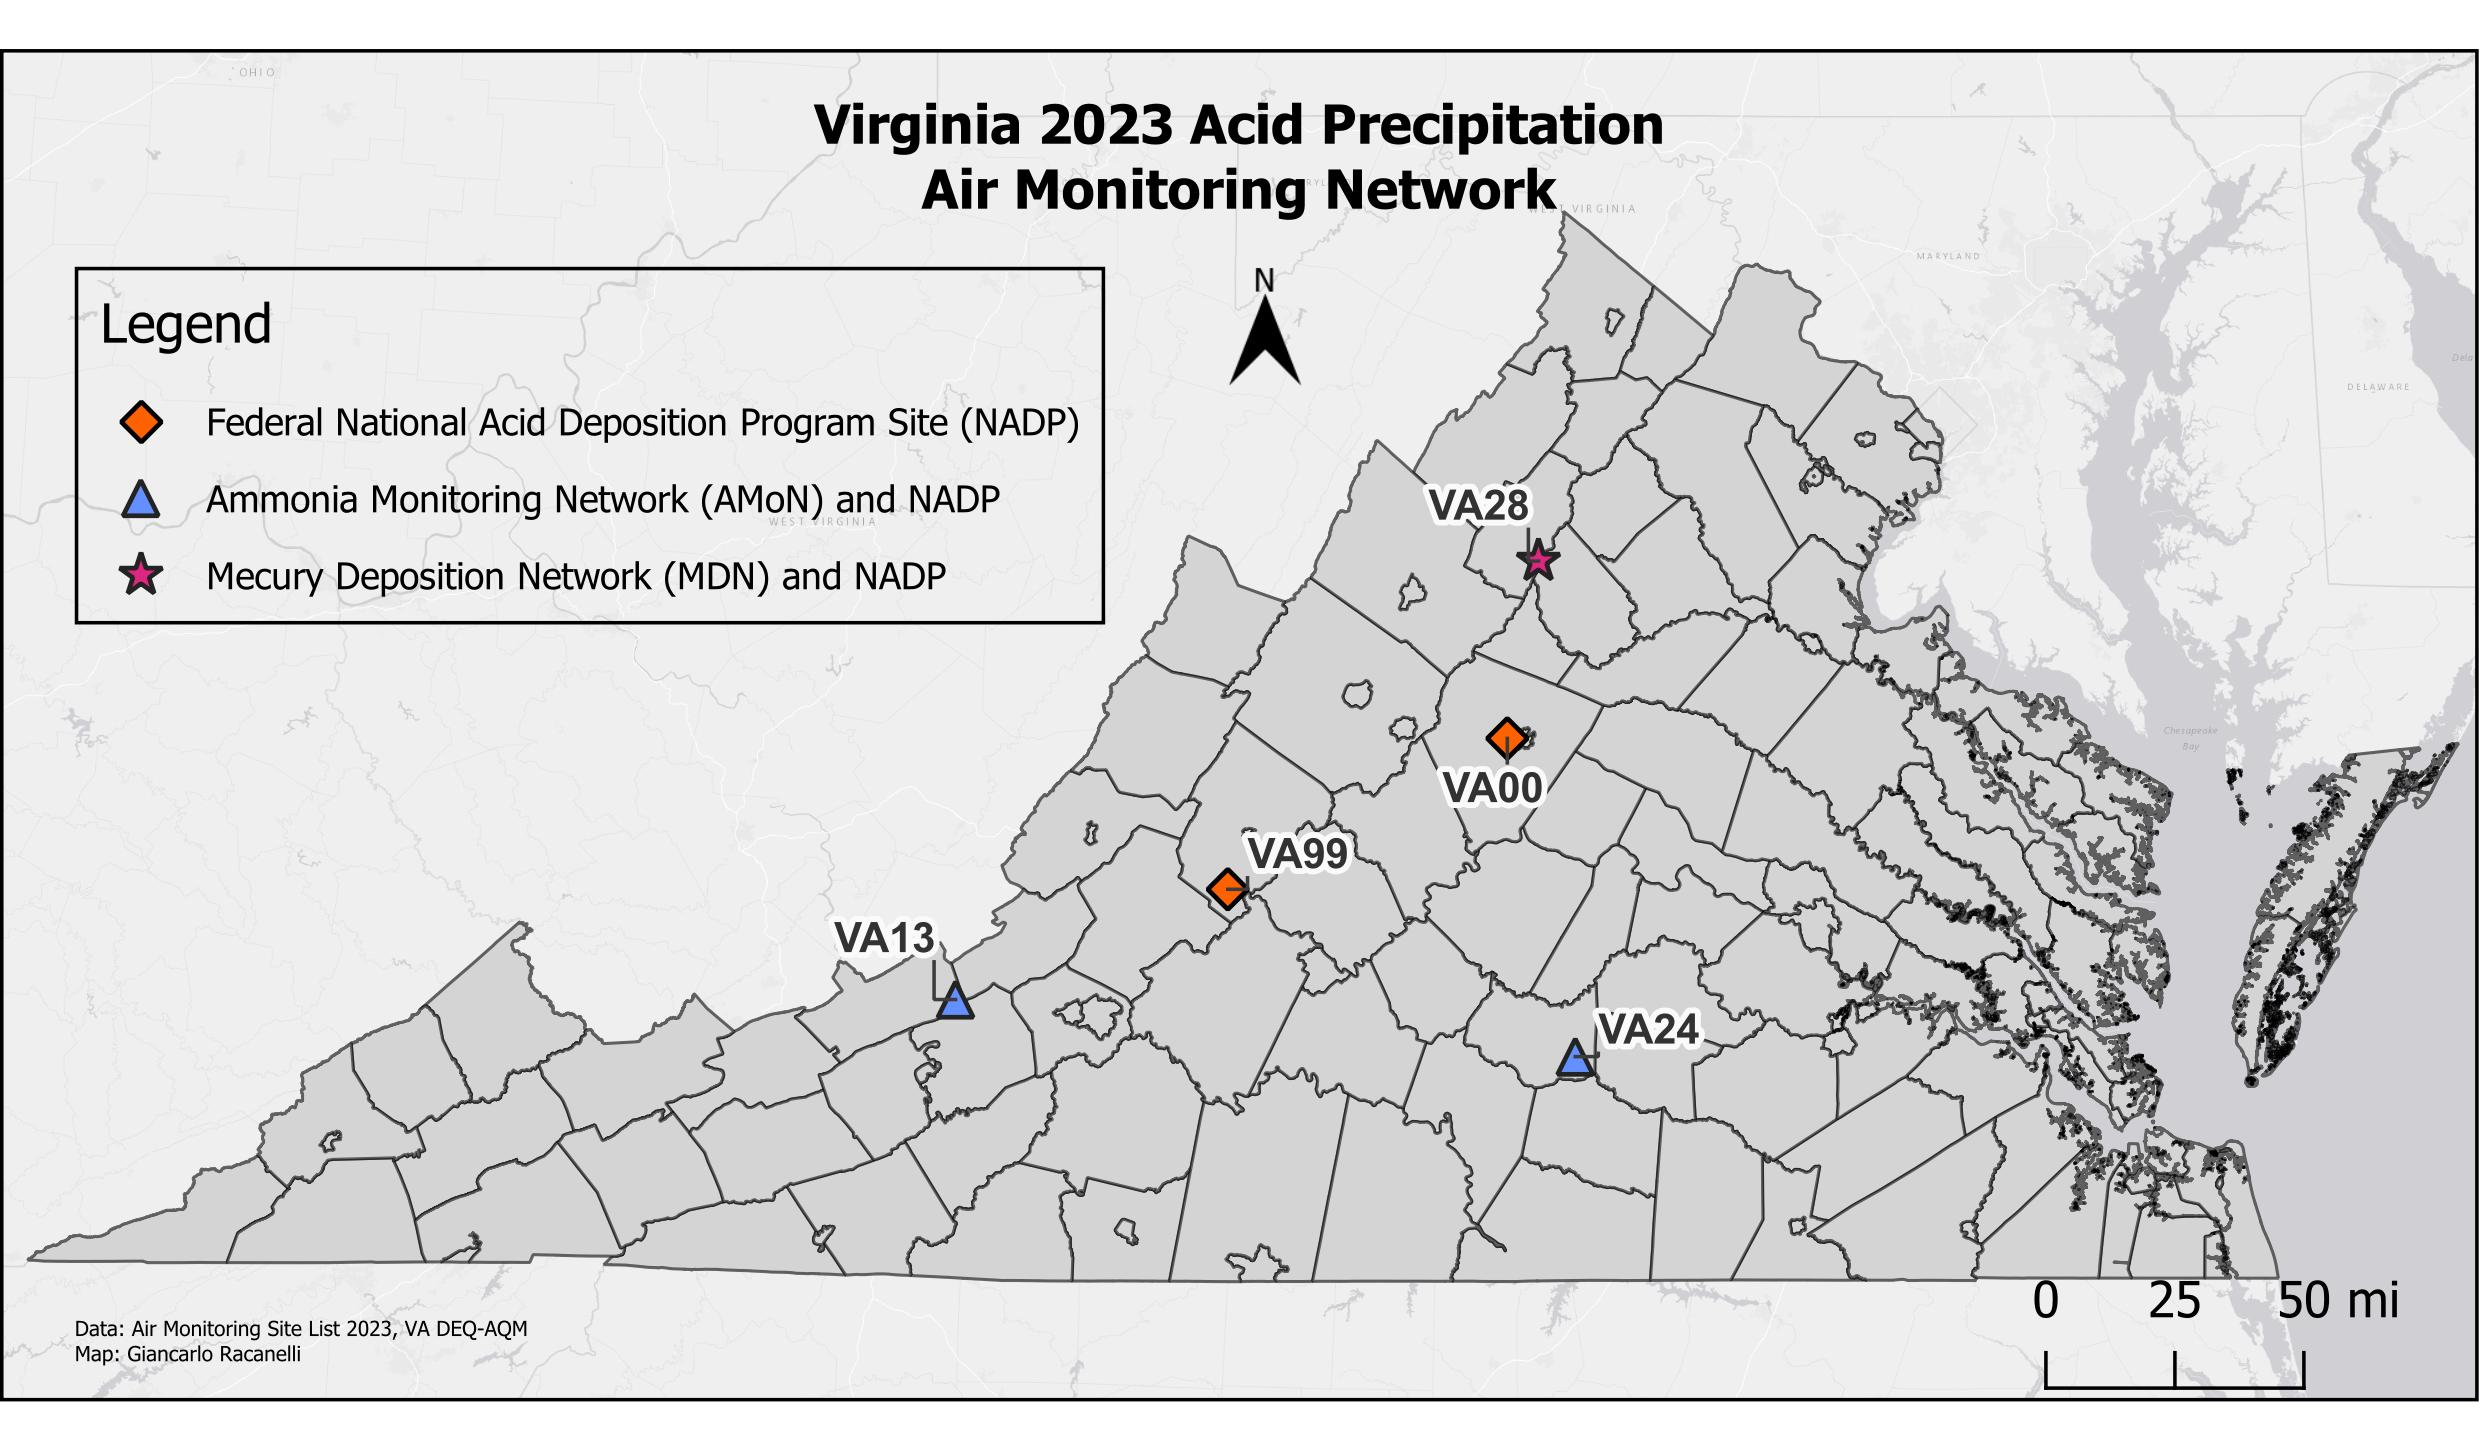 OHIO
Virginia 2023 Acid Precipitation
Air Monitoring Network
WEST VIRGINIA
MARYLAND
N
Legend
Federal National Acid Deposition Program Site (NADP)
Ammonia Monitoring Network (AMoN) and NADP
WEST VIRGINIA
Mecury Deposition Network (MDN) and NADP
DELAWARE
VA28
Chesapeake
Bay
VA00
VA99
VA13
VA24
0 25 50 mi
Data: Air Monitoring Site List 2023, VA DEQ-AQM
Map: Giancarlo Racanelli